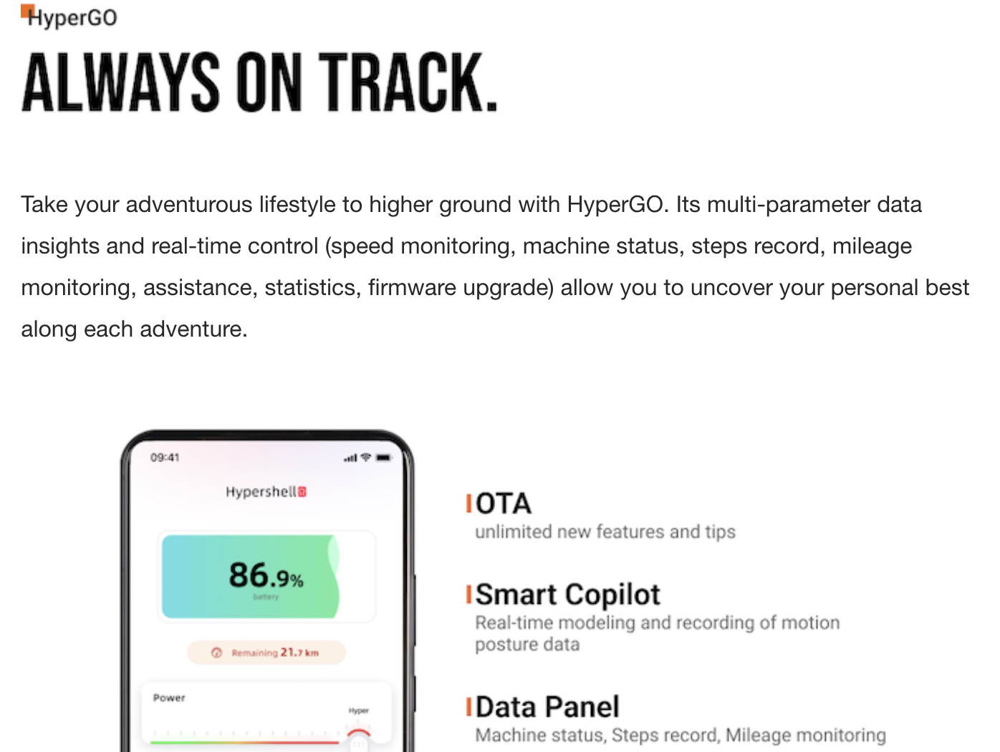 HyperGO
ALWAYS ON TRACK.
Take your adventurous lifestyle to higher ground with HyperGO. Its multi-parameter data
insights and real-time control (speed monitoring, machine status, steps record, mileage
monitoring, assistance, statistics, firmware upgrade) allow you to uncover your personal best
along each adventure.
09:41
Hypershell
86.9%
battery
Remaining 21.7 km
Power
Hyper
OTA
unlimited new features and tips
Smart Copilot
Real-time modeling and recording of motion
posture data
Data Panel
Machine status, Steps record, Mileage monitoring